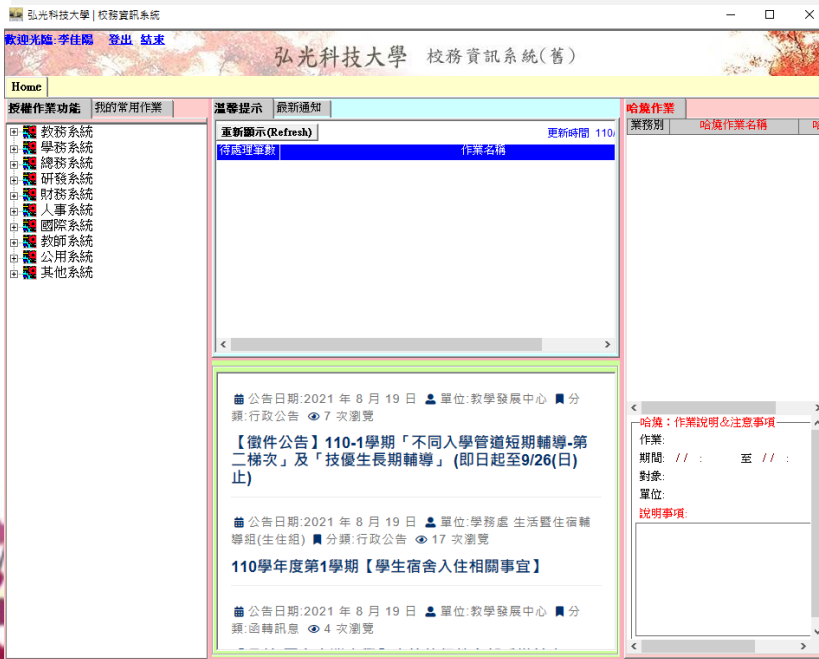 弘光科技大學 | 校務資訊系統
歡迎光臨:李佳陽 登出 結束
弘光科技大學 校務資訊系統(舊)
Home
授權作業功能 我的常用作業
教務系統
學務系統
總務系統
研發系統
財務系統
人事系統
國際系統
教師系統
公用系統
其他系統
溫馨提示 最新通知
重新顯示(Refresh) 更新時間 110/
待處理筆數 作業名稱
公告日期:2021 年 8 月 19 日 單位:教學發展中心 分
類:行政公告 7 次瀏覽
【徵件公告】110-1學期「不同入學管道短期輔導-第
二梯次」及「技優生長期輔導」 (即日起至9/26(日)
止)
公告日期:2021 年 8 月 19 日 單位:學務處 生活暨住宿輔
導組(生住組) 分類:行政公告 17 次瀏覽
110學年度第1學期【學生宿舍入住相關事宜】
公告日期:2021 年 8 月 19 日 單位:教學發展中心 分
類:函轉訊息 4 次瀏覽
哈燒作業
業務別 哈燒作業名稱
哈燒：作業說明&注意事項
作業:
期間: / / : 至 / / :
對象:
單位:
說明事項: